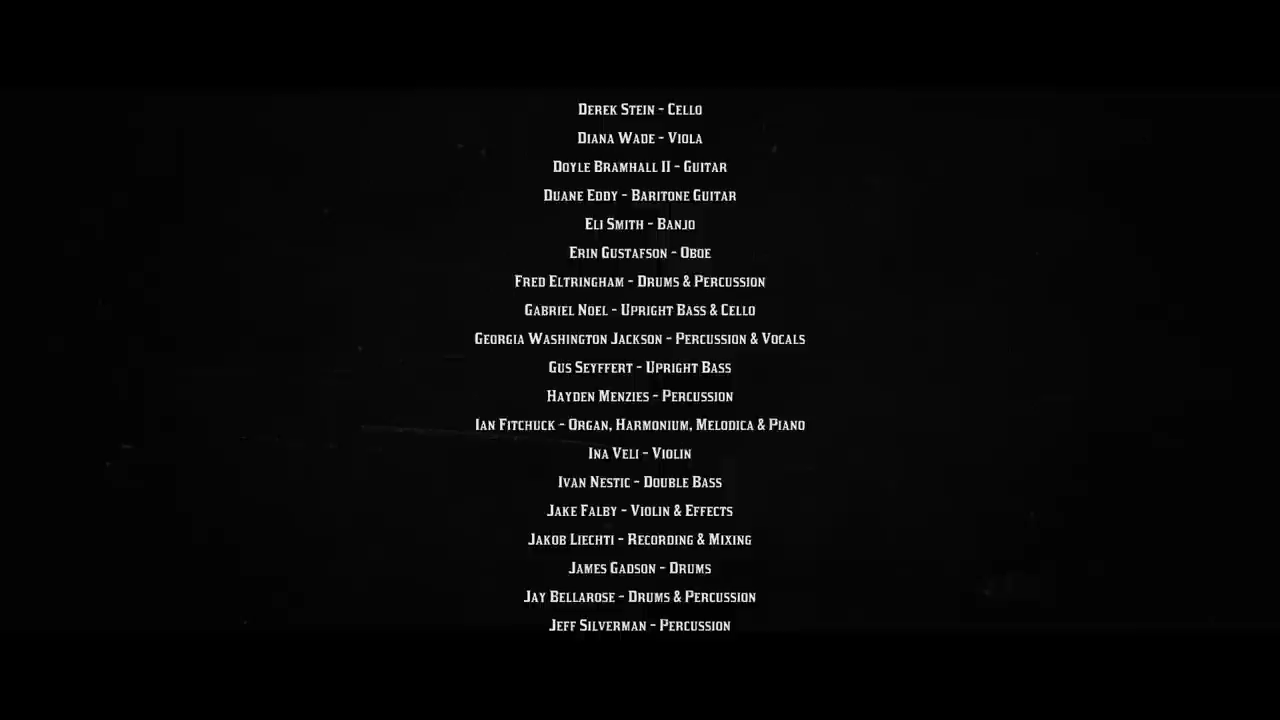 Derek Stein - Cello
Diana Wade - Viola
Doyle Bramhall II - Guitar
Duane Eddy - Baritone Guitar
Eli Smith - Banjo
Erin Gustafson - Oboe
Fred Eltringham - Drums & Percussion
Gabriel Noel - Upright Bass & Cello
Georgia Washington Jackson - Percussion & Vocals
Gus Seyffert - Upright Bass
Hayden Menzies - Percussion
Ian Fitchuck - Organ, Harmonium, Melodica & Piano
Ina Veli - Violin
Ivan Nestic - Double Bass
Jake Falby - Violin & Effects
Jakob Liechti - Recording & Mixing
James Gadson - Drums
Jay Bellarose - Drums & Percussion
Jeff Silverman - Percussion